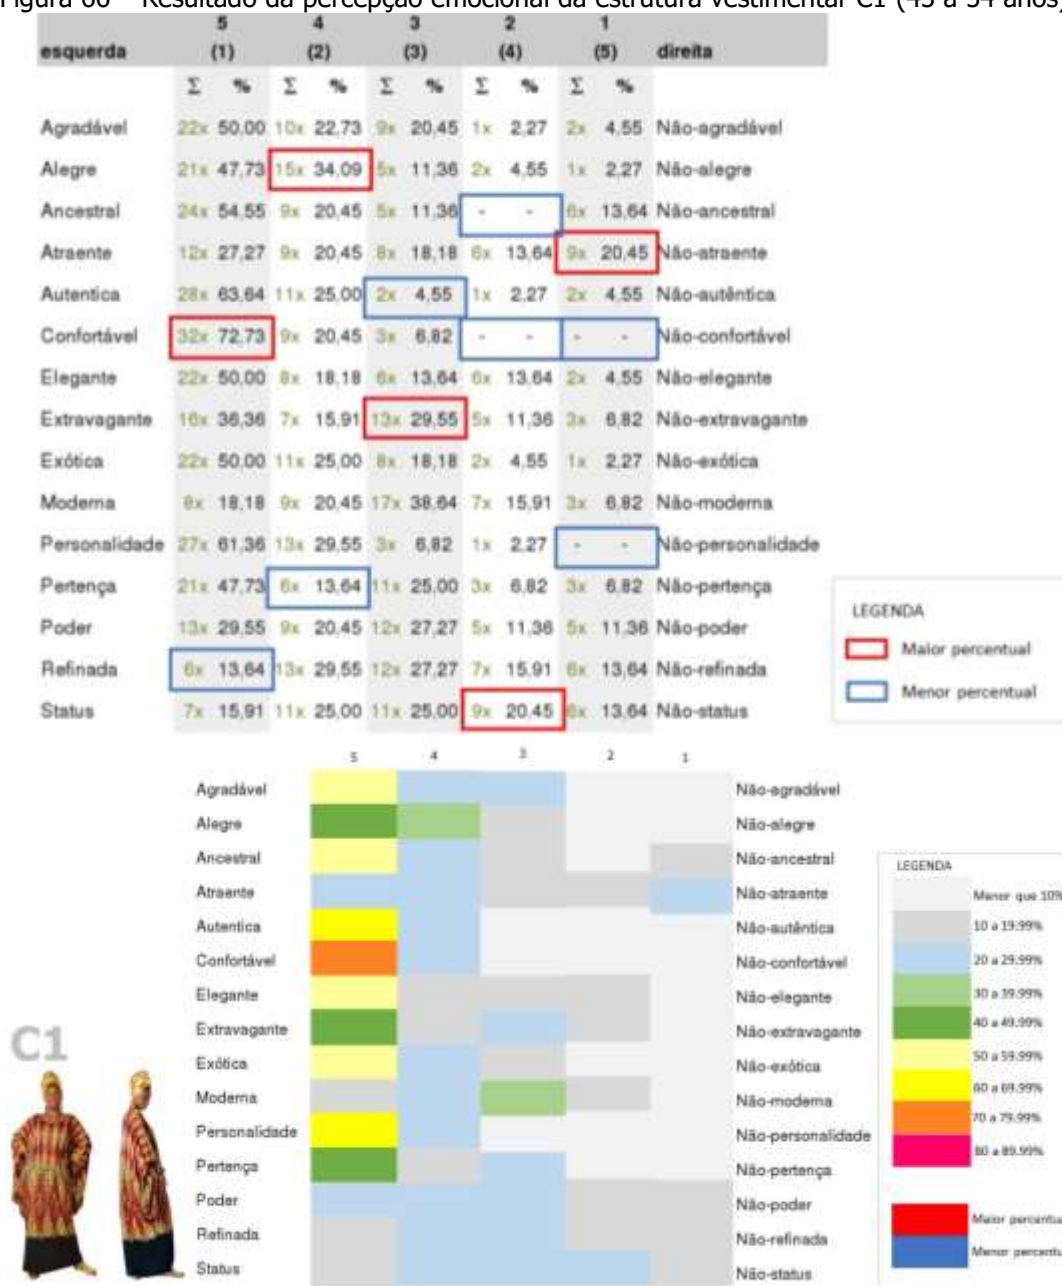 Figura 66 – Resultado da percepção emocional da estrutura vestimentar C1 (45 a 54 anos)
5 4 3 2 1
esquerda (1) (2) (3) (4) (5) direita
Σ % Σ % Σ % Σ % Σ %
Agradável 22x 50,00 10x 22,73 9x 20,45 1x 2,27 2x 4,55 Não-agradável
Alegre 21x 47,73 15x 34,09 5x 11,36 2x 4,55 1x 2,27 Não-alegre
Ancestral 24x 54,55 9x 20,45 5x 11,36 - - 6x 13,64 Não-ancestral
Atraente 12x 27,27 9x 20,45 8x 18,18 6x 13,64 9x 20,45 Não-atraente
Autentica 28x 63,64 11x 25,00 2x 4,55 1x 2,27 2x 4,55 Não-autêntica
Confortável 32x 72,73 9x 20,45 3x 6,82 - - - - Não-confortável
Elegante 22x 50,00 8x 18,18 6x 13,64 6x 13,64 2x 4,55 Não-elegante
Extravagante 16x 36,36 7x 15,91 13x 29,55 5x 11,36 3x 6,82 Não-extravagante
Exótica 22x 50,00 11x 25,00 8x 18,18 2x 4,55 1x 2,27 Não-exótica
Moderna 8x 18,18 9x 20,45 17x 38,64 7x 15,91 3x 6,82 Não-moderna
Personalidade 27x 61,36 13x 29,55 3x 6,82 1x 2,27 - - Não-personalidade
Pertença 21x 47,73 6x 13,64 11x 25,00 3x 6,82 3x 6,82 Não-pertença
Poder 13x 29,55 9x 20,45 12x 27,27 5x 11,36 5x 11,36 Não-poder
Refinada 6x 13,64 13x 29,55 12x 27,27 7x 15,91 6x 13,64 Não-refinada
Status 7x 15,91 11x 25,00 11x 25,00 9x 20,45 6x 13,64 Não-status
LEGENDA
Maior percentual
Menor percentual
5 4 3 2 1
Agradável Não-agradável
Alegre Não-alegre
Ancestral Não-ancestral
Atraente Não-atraente
Autentica Não-autêntica
Confortável Não-confortável
Elegante Não-elegante
Extravagante Não-extravagante
Exótica Não-exótica
Moderna Não-moderna
Personalidade Não-personalidade
Pertença Não-pertença
Poder Não-poder
Refinada Não-refinada
Status Não-status
C1
LEGENDA
Menor que 10%
10 a 19.99%
20 a 29.99%
30 a 39.99%
40 a 49.99%
50 a 59.99%
60 a 69.99%
70 a 79.99%
80 a 89.99%
Maior percentu
Menor percentu